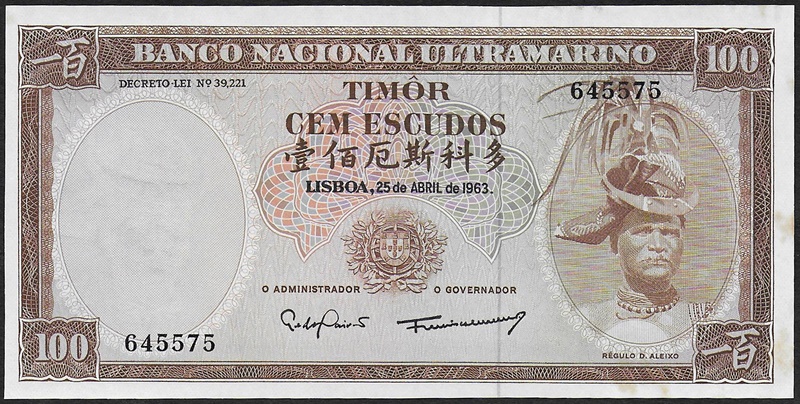 一百
BANCO NACIONAL ULTRAMARINO
100
DECRETO-LEI Nº 39,221
TIMÔR
645575
CEM ESCUDOS
壹佰厄斯科多
LISBOA, 25 de ABRIL de 1963.
O ADMINISTRADOR
O GOVERNADOR
100
645575
RÉGULO D. ALEIXO
一百